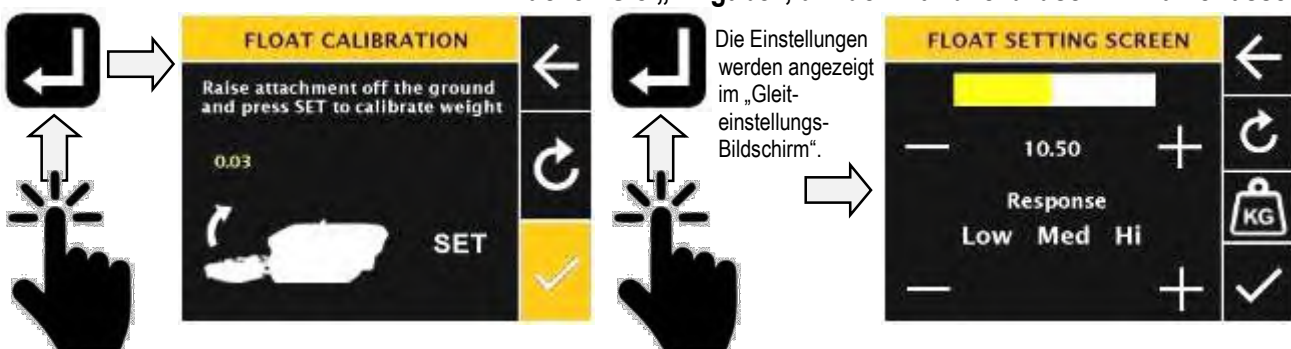 FLOAT CALIBRATION
Raise attachment off the ground
and press SET to calibrate weight
0.03
SET
Die Einstellungen
werden angezeigt
im „Gleit-
einstellungs-
Bildschirm“.
FLOAT SETTING SCREEN
10.50
Response
Low Med Hi
KG